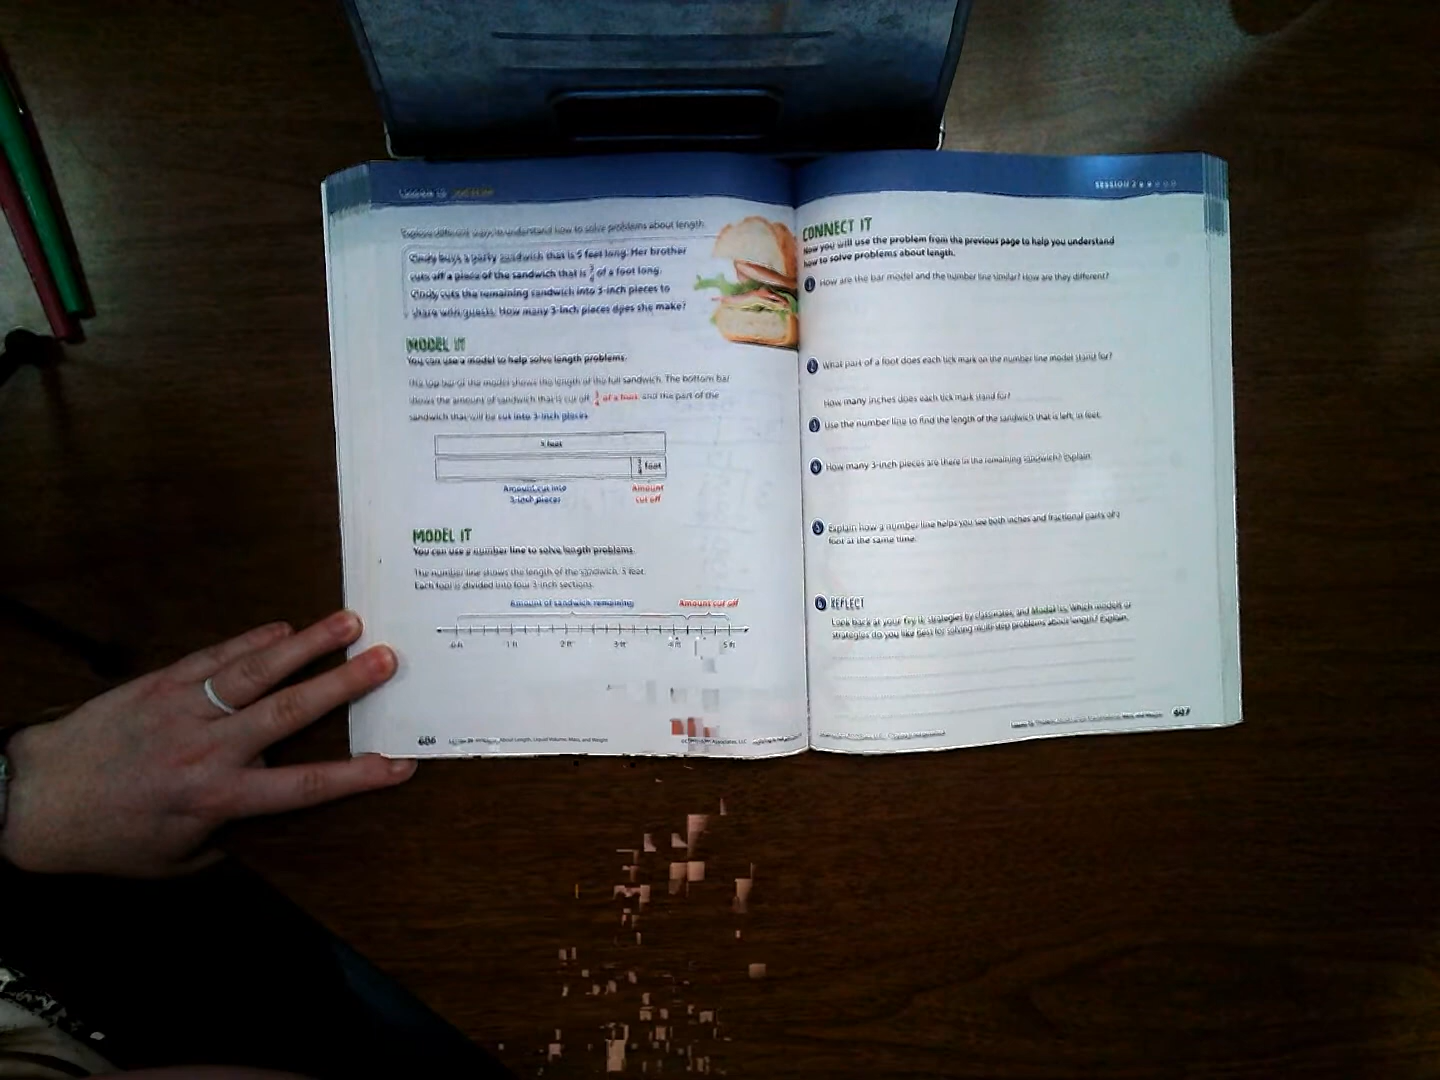 Explore different ways to understand how to solve problems about length.
Cindy buys a party sandwich that is 5 feet long. Her brother
cuts off a piece of the sandwich that is 3/4 of a foot long.
Cindy cuts the remaining sandwich into 3-inch pieces to
share with guests. How many 3-inch pieces does she make?
MODEL IT
You can use a model to help solve length problems.
The top bar of the model shows the length of the full sandwich. The bottom bar
shows the amount of sandwich that is cut off, 3/4 of a foot, and the part of the
sandwich that will be cut into 3-inch pieces.
5 feet
3/4 foot
Amount cut into
3-inch pieces
Amount
cut off
MODEL IT
You can use a number line to solve length problems.
The number line shows the length of the sandwich, 5 feet.
Each foot is divided into four 3-inch sections.
Amount of sandwich remaining
Amount cut off
0 ft 1 ft 2 ft 3 ft 4 ft 5 ft
606
About Length, Liquid Volume, Mass, and Weight
Associates, LLC
SESSION 2
CONNECT IT
Now you will use the problem from the previous page to help you understand
how to solve problems about length.
1 How are the bar model and the number line similar? How are they different?
2 What part of a foot does each tick mark on the number line model stand for?
How many inches does each tick mark stand for?
3 Use the number line to find the length of the sandwich that is left, in feet.
4 How many 3-inch pieces are there in the remaining sandwich? Explain.
5 Explain how a number line helps you see both inches and fractional parts of a
foot at the same time.
6 REFLECT
Look back at your Try It, strategies by classmates, and Model Its. Which models or
strategies do you like best for solving multi-step problems about length? Explain.
607